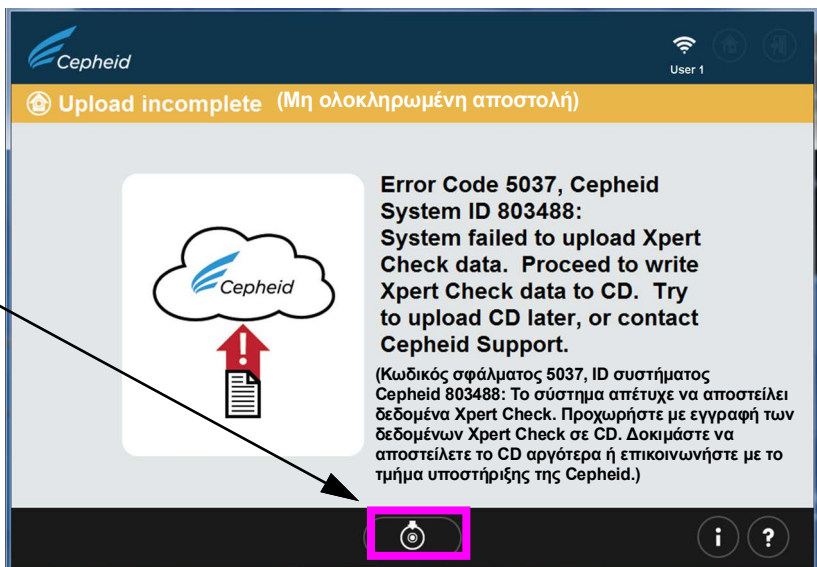 Cepheid
User 1
Upload incomplete (Μη ολοκληρωμένη αποστολή)
Cepheid
Error Code 5037, Cepheid
System ID 803488:
System failed to upload Xpert
Check data. Proceed to write
Xpert Check data to CD. Try
to upload CD later, or contact
Cepheid Support.
(Κωδικός σφάλματος 5037, ID συστήματος
Cepheid 803488: Το σύστημα απέτυχε να αποστείλει
δεδομένα Xpert Check. Προχωρήστε με εγγραφή των
δεδομένων Xpert Check σε CD. Δοκιμάστε να
αποστείλετε το CD αργότερα ή επικοινωνήστε με το
τμήμα υποστήριξης της Cepheid.)
i ?